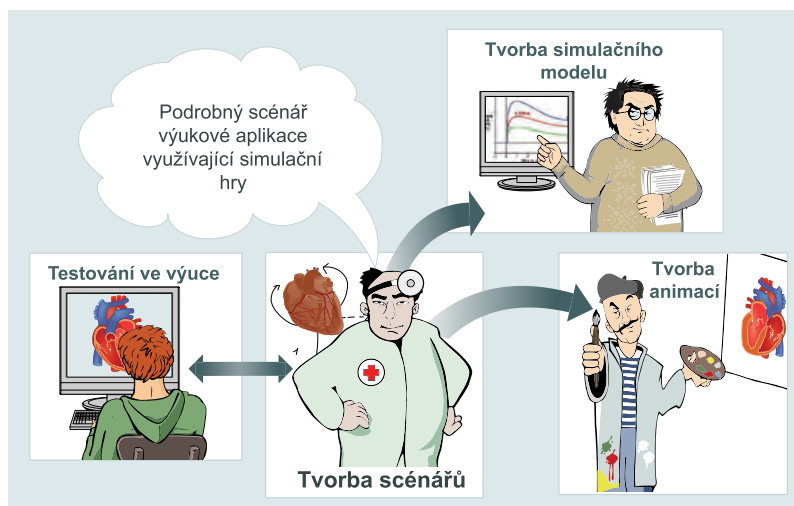 Tvorba simulačního
modelu
Podrobný scénář
výukové aplikace
využívající simulační
hry
Testování ve výuce
Tvorba
animací
Tvorba scénářů